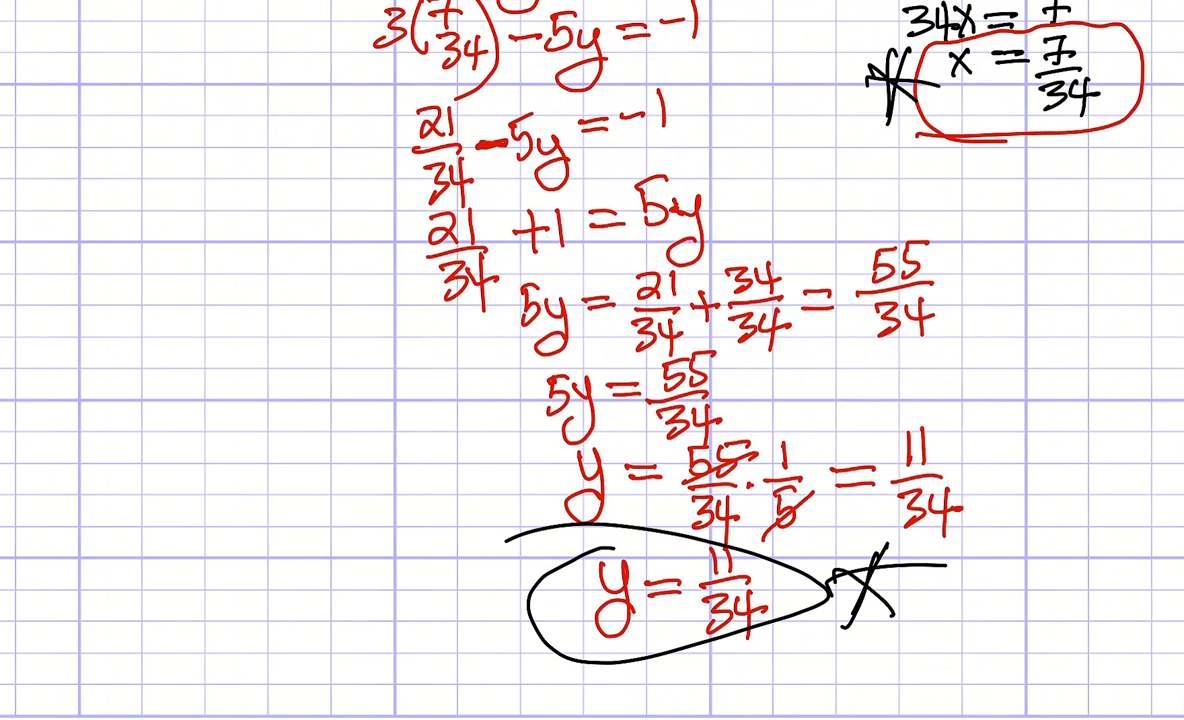 3(7/34) - 5y = -1
34x = 7
x = 7/34
21/34 - 5y = -1
21/34 + 1 = 5y
5y = 21/34 + 34/34 = 55/34
5y = 55/34
y = 55/34 · 1/5 = 11/34
y = 11/34